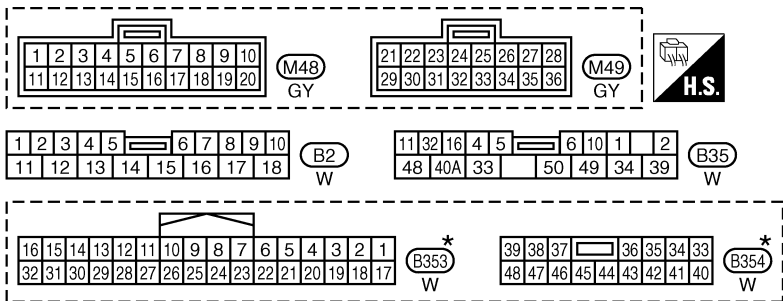 1 2 3 4 5 6 7 8 9 10
11 12 13 14 15 16 17 18 19 20
M48
GY
21 22 23 24 25 26 27 28
29 30 31 32 33 34 35 36
M49
GY
H.S.
1 2 3 4 5 6 7 8 9 10
11 12 13 14 15 16 17 18
B2
W
11 32 16 4 5 6 10 1 2
48 40A 33 50 49 34 39
B35
W
16 15 14 13 12 11 10 9 8 7 6 5 4 3 2 1
32 31 30 29 28 27 26 25 24 23 22 21 20 19 18 17
B353 *
W
39 38 37 36 35 34 33
48 47 46 45 44 43 42 41 40
B354 *
W